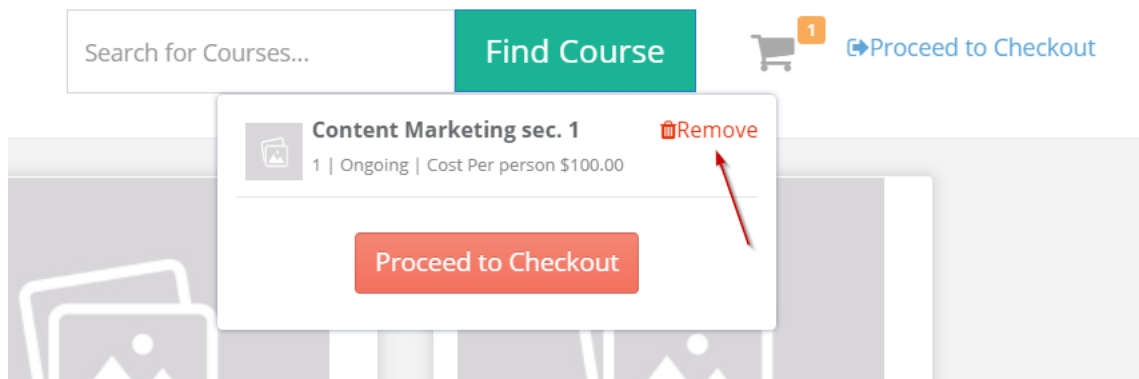 Search for Courses...
Find Course
1
Proceed to Checkout
Content Marketing sec. 1
Remove
1 | Ongoing | Cost Per person $100.00
Proceed to Checkout